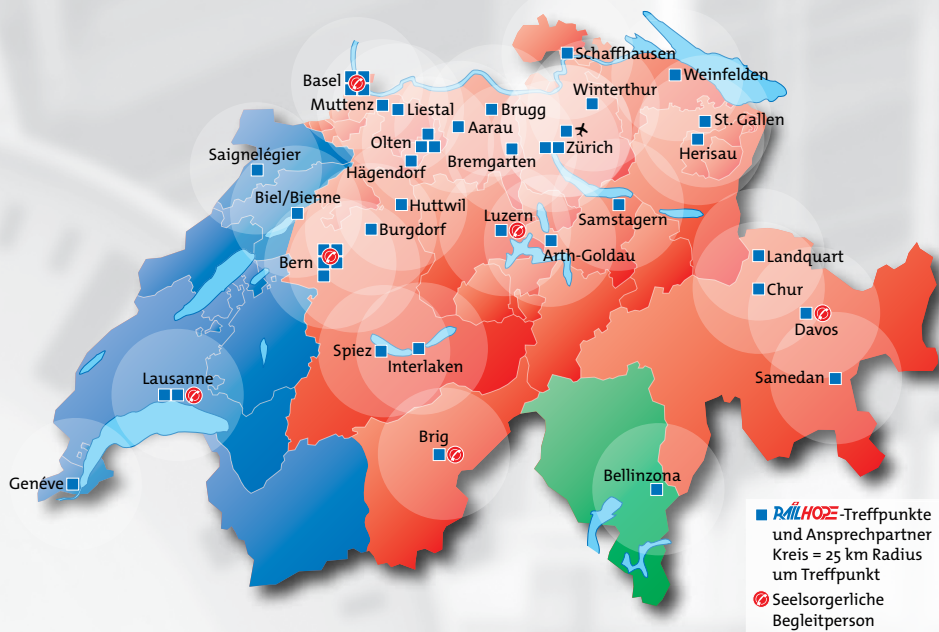 Schaffhausen
Basel
Weinfelden
Winterthur
Muttenz
Liestal
Brugg
St. Gallen
Aarau
Olten
Zürich
Herisau
Bremgarten
Saignelégier
Hägendorf
Biel/Bienne
Huttwil
Luzern
Samstagern
Burgdorf
Arth-Goldau
Bern
Landquart
Chur
Davos
Spiez
Interlaken
Lausanne
Samedan
Brig
Bellinzona
Genéve
RAILHOPE-Treffpunkte
und Ansprechpartner
Kreis = 25 km Radius
um Treffpunkt
Seelsorgerliche
Begleitperson